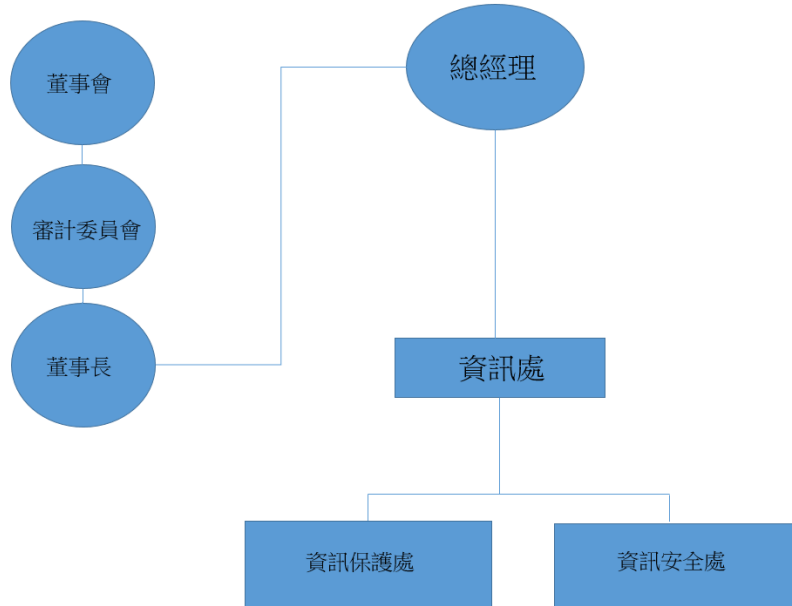 董事會
審計委員會
董事長
總經理
資訊處
資訊保護處
資訊安全處